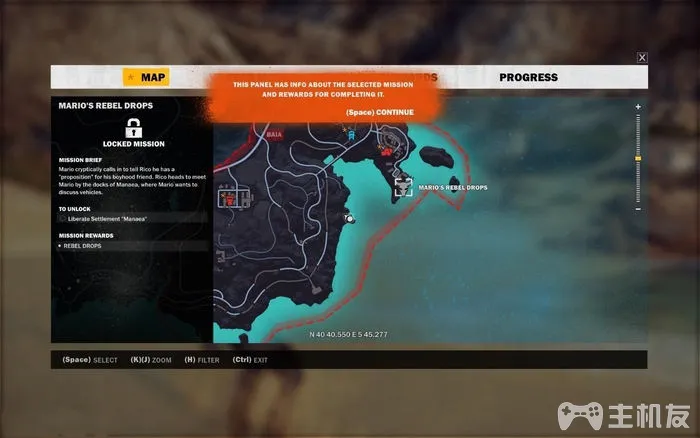 X
MAP
PROGRESS
THIS PANEL HAS INFO ABOUT THE SELECTED MISSION
AND REWARDS FOR COMPLETING IT.
(Space) CONTINUE
MARIO'S REBEL DROPS
LOCKED MISSION
MISSION BRIEF
Mario cryptically calls in to tell Rico he has a
"proposition" for his boyhood friend. Rico heads to meet
Mario by the docks of Manaea, where Mario wants to
discuss vehicles.
TO UNLOCK
Liberate Settlement "Manaea"
MISSION REWARDS
REBEL DROPS
BAIA
MARIO'S REBEL DROPS
N 40 40.550 E 5 45.277
(Space) SELECT (K)(J) ZOOM (H) FILTER (Ctrl) EXIT
主机友